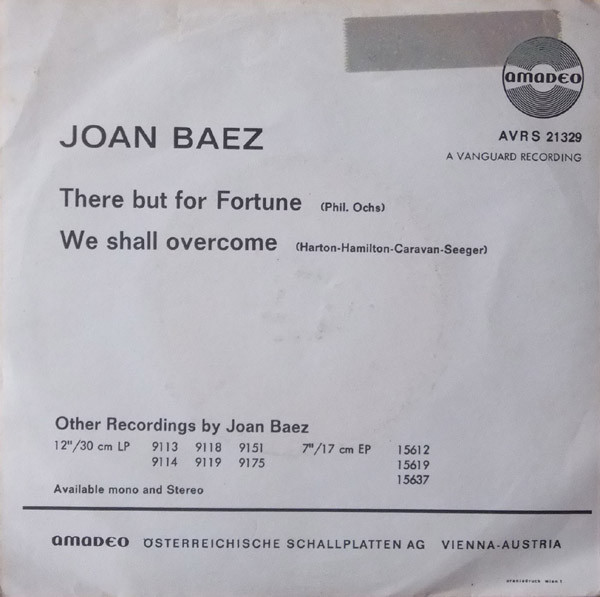 amadeo
JOAN BAEZ
AVRS 21329
A VANGUARD RECORDING
There but for Fortune (Phil. Ochs)
We shall overcome (Harton-Hamilton-Caravan-Seeger)
Other Recordings by Joan Baez
12"/30 cm LP 9113 9118 9151 7"/17 cm EP 15612
9114 9119 9175 15619
15637
Available mono and Stereo
amadeo ÖSTERREICHISCHE SCHALLPLATTEN AG VIENNA-AUSTRIA